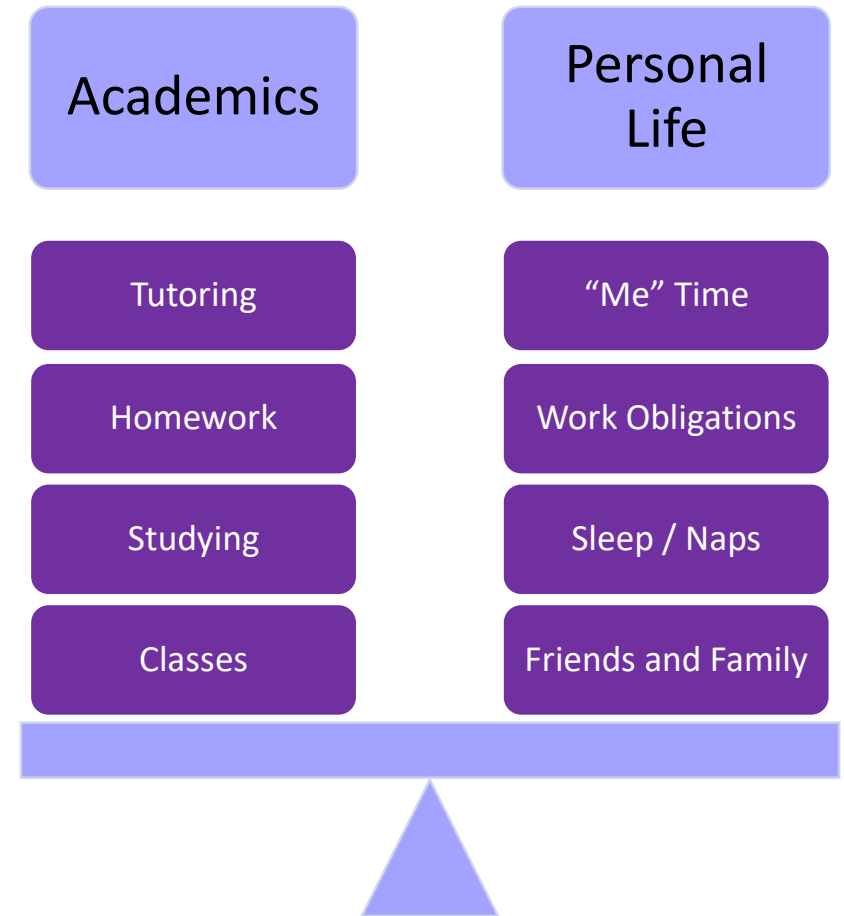 Academics
Personal
Life
Tutoring
“Me” Time
Homework
Work Obligations
Studying
Sleep / Naps
Classes
Friends and Family